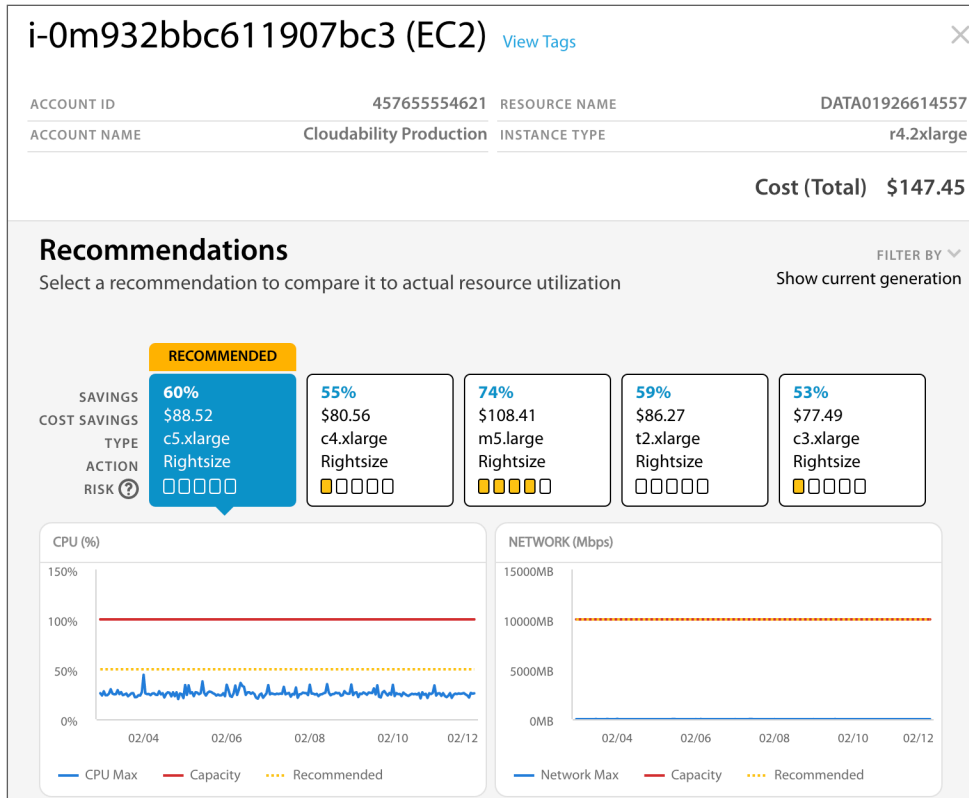 i-0m932bbc611907bc3 (EC2) View Tags
ACCOUNT ID 457655554621 RESOURCE NAME DATA01926614557
ACCOUNT NAME Cloudability Production INSTANCE TYPE r4.2xlarge
Cost (Total) $147.45
Recommendations
FILTER BY
Select a recommendation to compare it to actual resource utilization
Show current generation
RECOMMENDED
SAVINGS 60% 55% 74% 59% 53%
COST SAVINGS $88.52 $80.56 $108.41 $86.27 $77.49
TYPE c5.xlarge c4.xlarge m5.large t2.xlarge c3.xlarge
ACTION Rightsize Rightsize Rightsize Rightsize Rightsize
RISK ?
CPU (%)
150%
100%
50%
0%
02/04 02/06 02/08 02/10 02/12
CPU Max Capacity Recommended
NETWORK (Mbps)
15000MB
10000MB
5000MB
0MB
02/04 02/06 02/08 02/10 02/12
Network Max Capacity Recommended